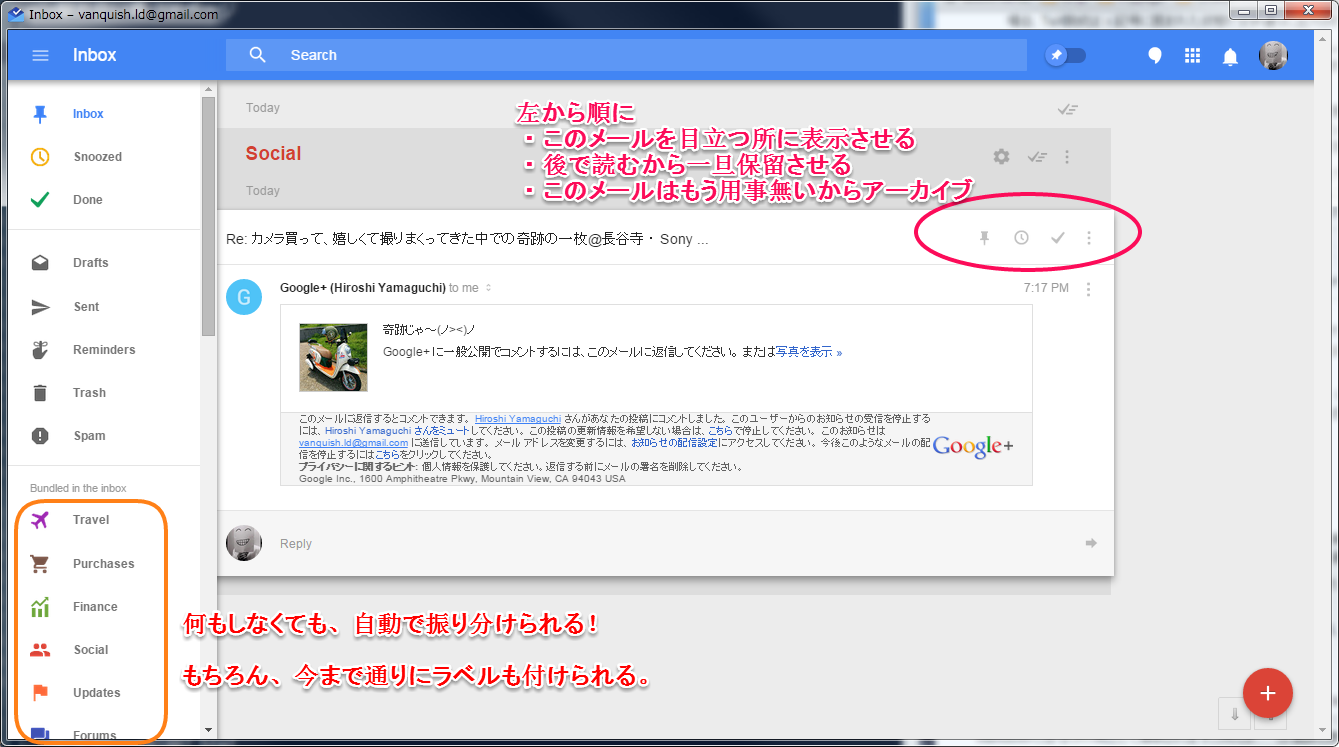 Inbox – vanquish.ld@gmail.com
Inbox
Search
Inbox
Snoozed
Done
Drafts
Sent
Reminders
Trash
Spam
Bundled in the inbox
Travel
Purchases
Finance
Social
Updates
Forums
Today
左から順に
・このメールを目立つ所に表示させる
・後で読むから一旦保留させる
・このメールはもう用事無いからアーカイブ
Social
Today
Re: カメラ買って、嬉しくて撮りまくってきた中での奇跡の一枚@長谷寺・ Sony ...
G
Google+ (Hiroshi Yamaguchi) to me
7:17 PM
奇跡じゃ〜(ノ><)ノ
Google+ に一般公開でコメントするには、このメールに返信してください。または写真を表示 »
このメールに返信するとコメントできます。 Hiroshi Yamaguchi さんがあなたの投稿にコメントしました。このユーザーからのお知らせの受信を停止する
には、Hiroshi Yamaguchi さんをミュートしてください。この投稿の更新情報を希望しない場合は、こちらで停止してください。このお知らせは
vanquish.ld@gmail.com に送信しています。メール アドレスを変更するには、お知らせの配信設定にアクセスしてください。今後このようなメールの配
信を停止するにはこちらをクリックしてください。
プライバシーに関するヒント: 個人情報を保護してください。返信する前にメールの署名を削除してください。
Google Inc., 1600 Amphitheatre Pkwy, Mountain View, CA 94043 USA
Google+
Reply
何もしなくても、自動で振り分けられる！
もちろん、今まで通りにラベルも付けられる。